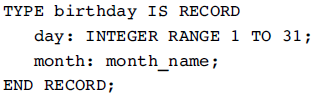 TYPE birthday IS RECORD
day: INTEGER RANGE 1 TO 31;
month: month_name;
END RECORD;